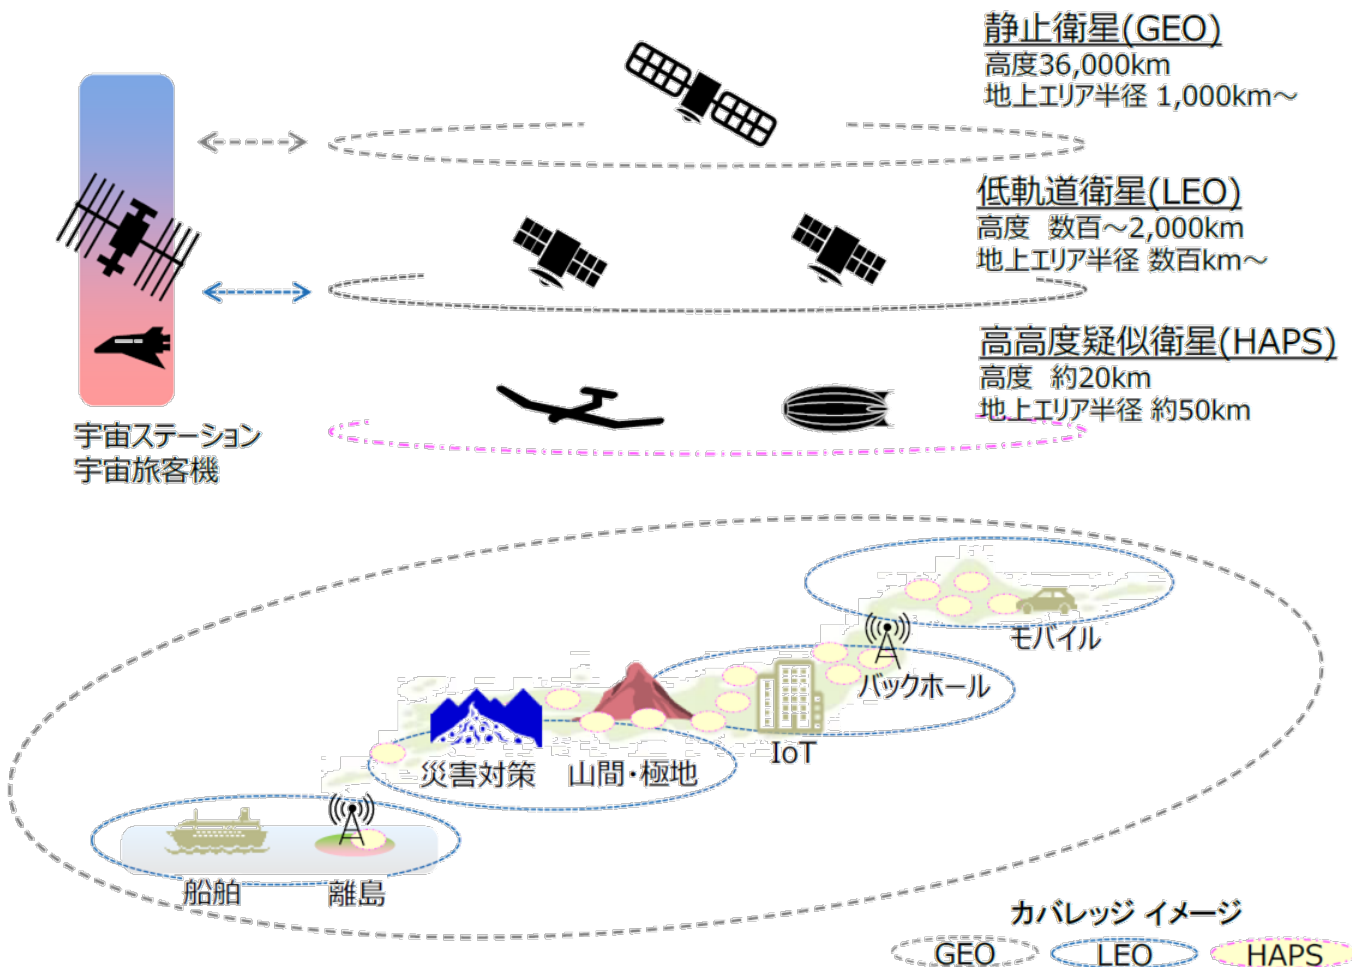 静止衛星(GEO)
高度36,000km
地上エリア半径 1,000km～
低軌道衛星(LEO)
高度 数百～2,000km
地上エリア半径 数百km～
高高度疑似衛星(HAPS)
高度 約20km
地上エリア半径 約50km
宇宙ステーション
宇宙旅客機
モバイル
バックホール
IoT
災害対策
山間・極地
船舶
離島
カバレッジ イメージ
GEO
LEO
HAPS